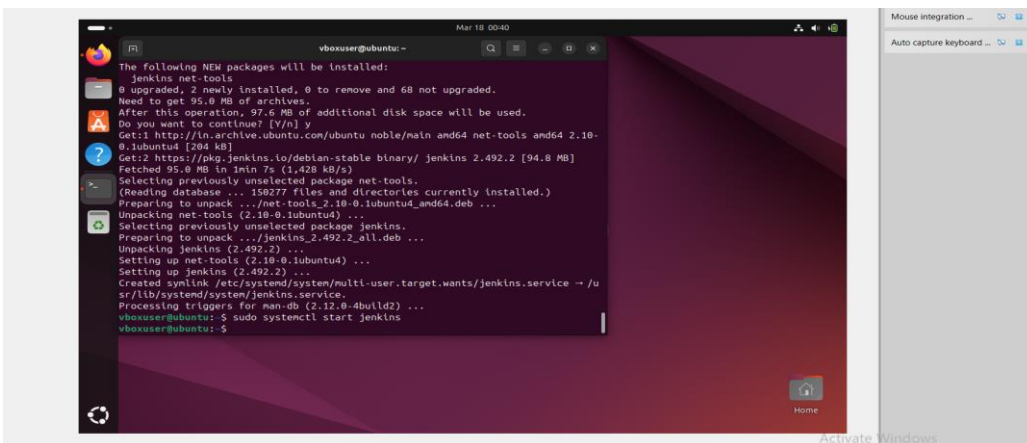 Mar 18 00:40
vboxuser@ubuntu: ~
The following NEW packages will be installed:
jenkins net-tools
0 upgraded, 2 newly installed, 0 to remove and 68 not upgraded.
Need to get 95.0 MB of archives.
After this operation, 97.6 MB of additional disk space will be used.
Do you want to continue? [Y/n] y
Get:1 http://in.archive.ubuntu.com/ubuntu noble/main amd64 net-tools amd64 2.10-
0.1ubuntu4 [204 kB]
Get:2 https://pkg.jenkins.io/debian-stable binary/ jenkins 2.492.2 [94.8 MB]
Fetched 95.0 MB in 1min 7s (1,428 kB/s)
Selecting previously unselected package net-tools.
(Reading database ... 150277 files and directories currently installed.)
Preparing to unpack .../net-tools_2.10-0.1ubuntu4_amd64.deb ...
Unpacking net-tools (2.10-0.1ubuntu4) ...
Selecting previously unselected package jenkins.
Preparing to unpack .../jenkins_2.492.2_all.deb ...
Unpacking jenkins (2.492.2) ...
Setting up net-tools (2.10-0.1ubuntu4) ...
Setting up jenkins (2.492.2) ...
Created symlink /etc/systemd/system/multi-user.target.wants/jenkins.service → /u
sr/lib/systemd/system/jenkins.service.
Processing triggers for man-db (2.12.0-4build2) ...
vboxuser@ubuntu:~$ sudo systemctl start jenkins
vboxuser@ubuntu:~$
Home
Mouse integration ...
Auto capture keyboard ...
Activate Windows